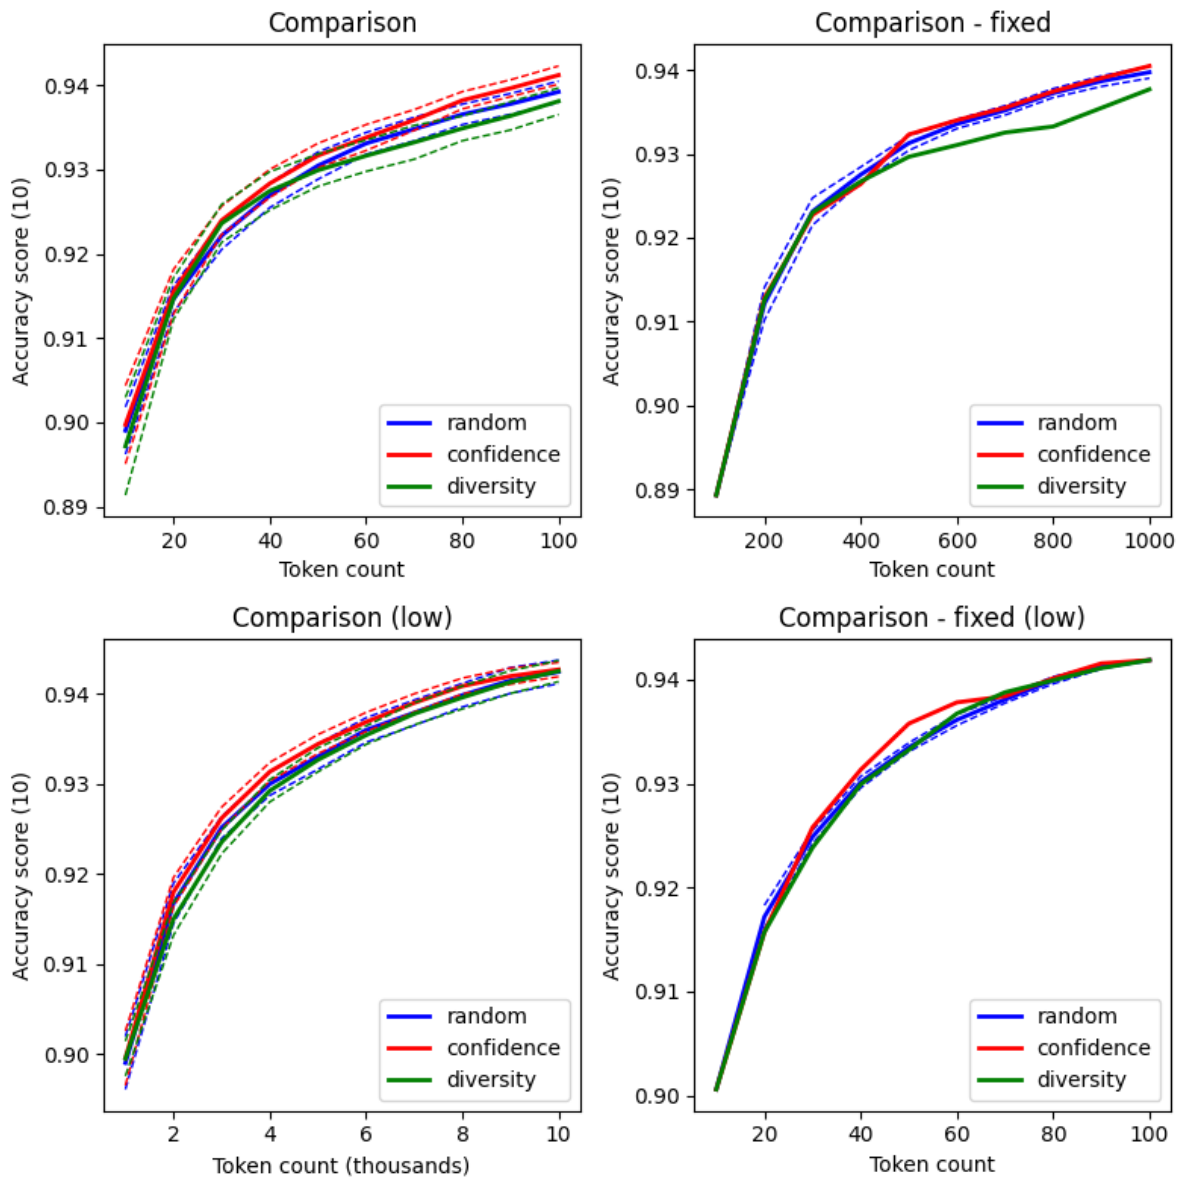 Comparison
Accuracy score (10)
0.94
0.93
0.92
0.91
0.90
0.89
random
confidence
diversity
20 40 60 80 100
Token count
Comparison - fixed
Accuracy score (10)
0.94
0.93
0.92
0.91
0.90
0.89
random
confidence
diversity
200 400 600 800 1000
Token count
Comparison (low)
Accuracy score (10)
0.94
0.93
0.92
0.91
0.90
random
confidence
diversity
2 4 6 8 10
Token count (thousands)
Comparison - fixed (low)
Accuracy score (10)
0.94
0.93
0.92
0.91
0.90
random
confidence
diversity
20 40 60 80 100
Token count